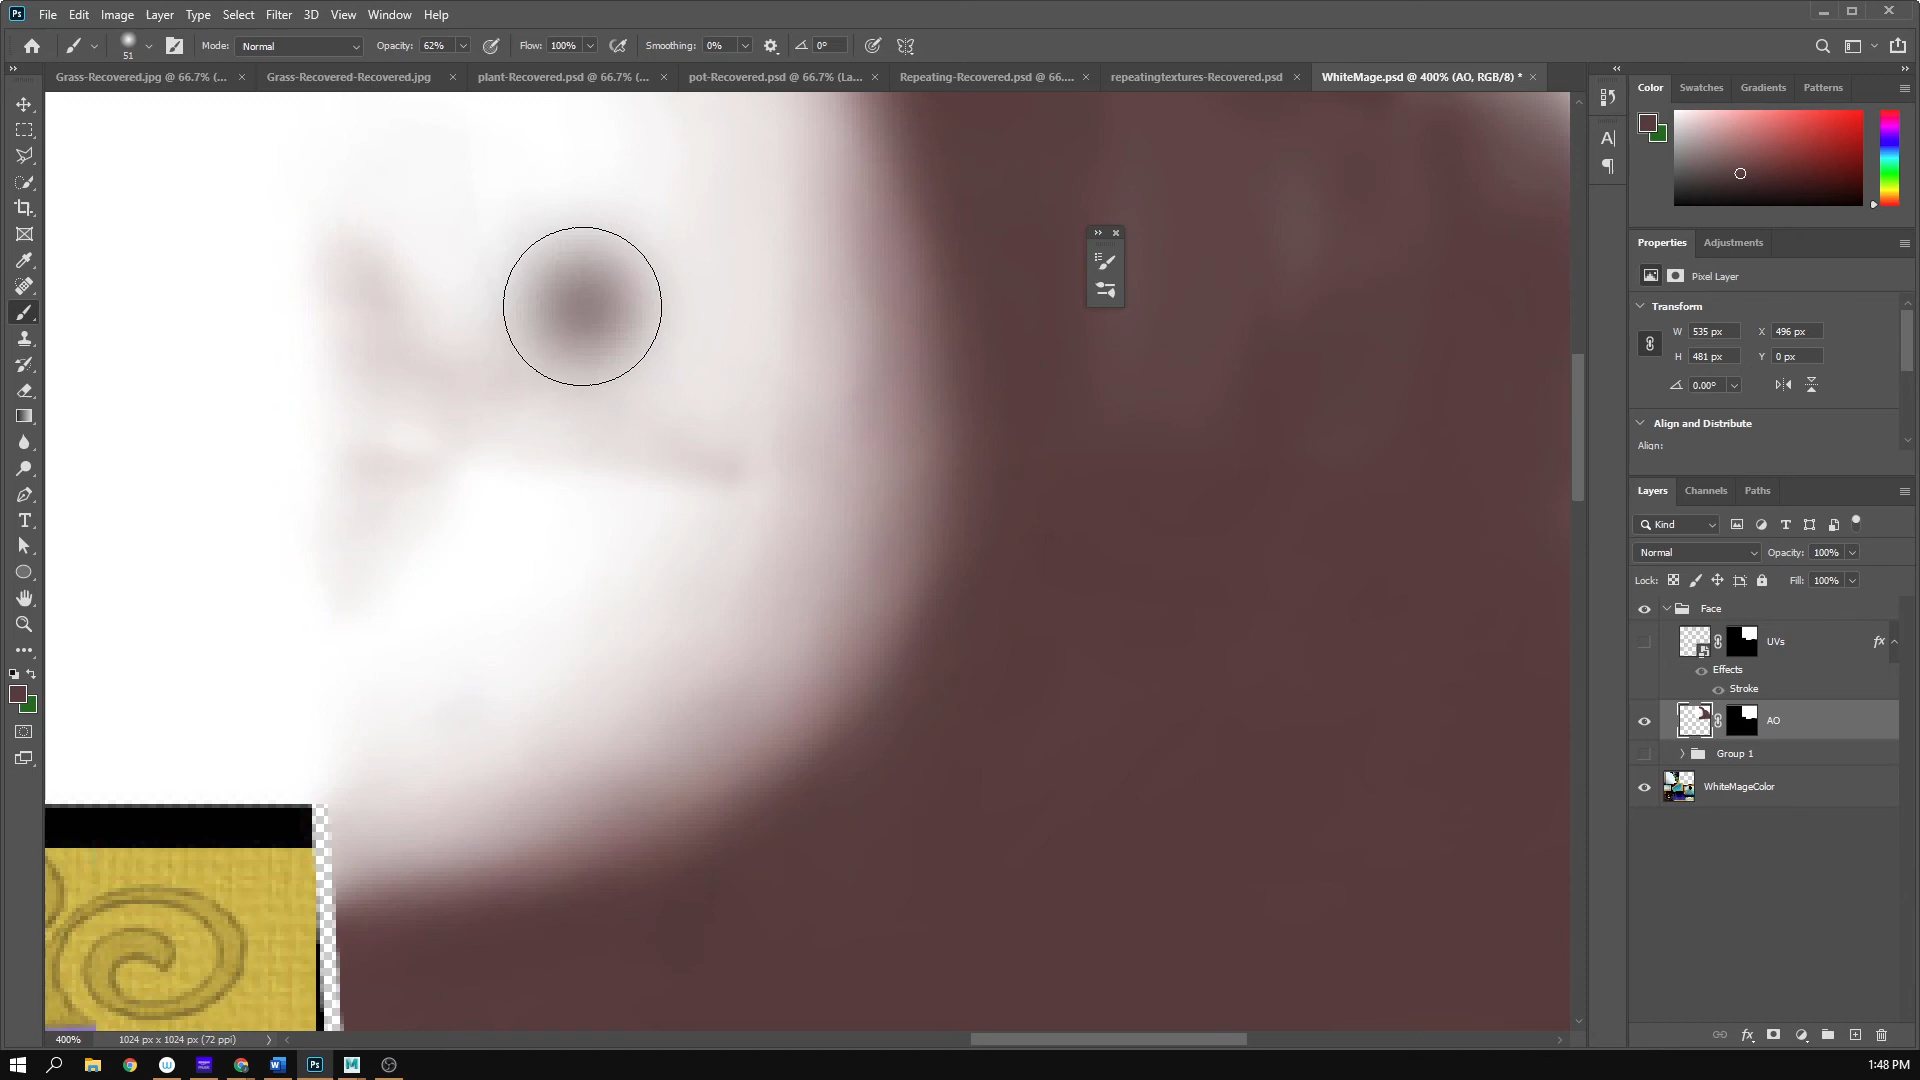 Ps File Edit Image Layer Type Select Filter 3D View Window Help
51 Mode: Normal Opacity: 62% Flow: 100% Smoothing: 0% 0°
Grass-Recovered.jpg @ 66.7% (... Grass-Recovered-Recovered.jpg plant-Recovered.psd @ 66.7% (... pot-Recovered.psd @ 66.7% (La... Repeating-Recovered.psd @ 66.... repeatingtextures-Recovered.psd WhiteMage.psd @ 400% (AO, RGB/8) *
Color Swatches Gradients Patterns
Properties Adjustments
Pixel Layer
Transform
W 535 px X 496 px
H 481 px Y 0 px
0.00°
Align and Distribute
Align:
Layers Channels Paths
Kind
Normal Opacity: 100%
Lock: Fill: 100%
Face
UVs fx
Effects
Stroke
AO
Group 1
WhiteMageColor
400% 1024 px x 1024 px (72 ppi)
fx
1:48 PM